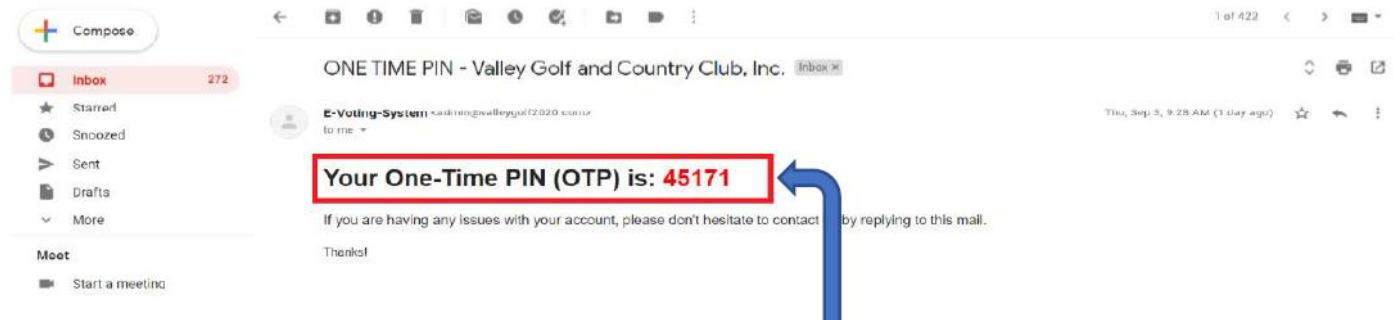 Compose
1 of 422
Inbox 272
Starred
Snoozed
Sent
Drafts
More
Meet
Start a meeting
ONE TIME PIN - Valley Golf and Country Club, Inc. Inbox ×
E-Voting-System <admin@valleygolf2020.com>
Thu, Sep 3, 9:28 AM (1 day ago)
to me
Your One-Time PIN (OTP) is: 45171
If you are having any issues with your account, please don't hesitate to contact by replying to this mail.
Thanks!